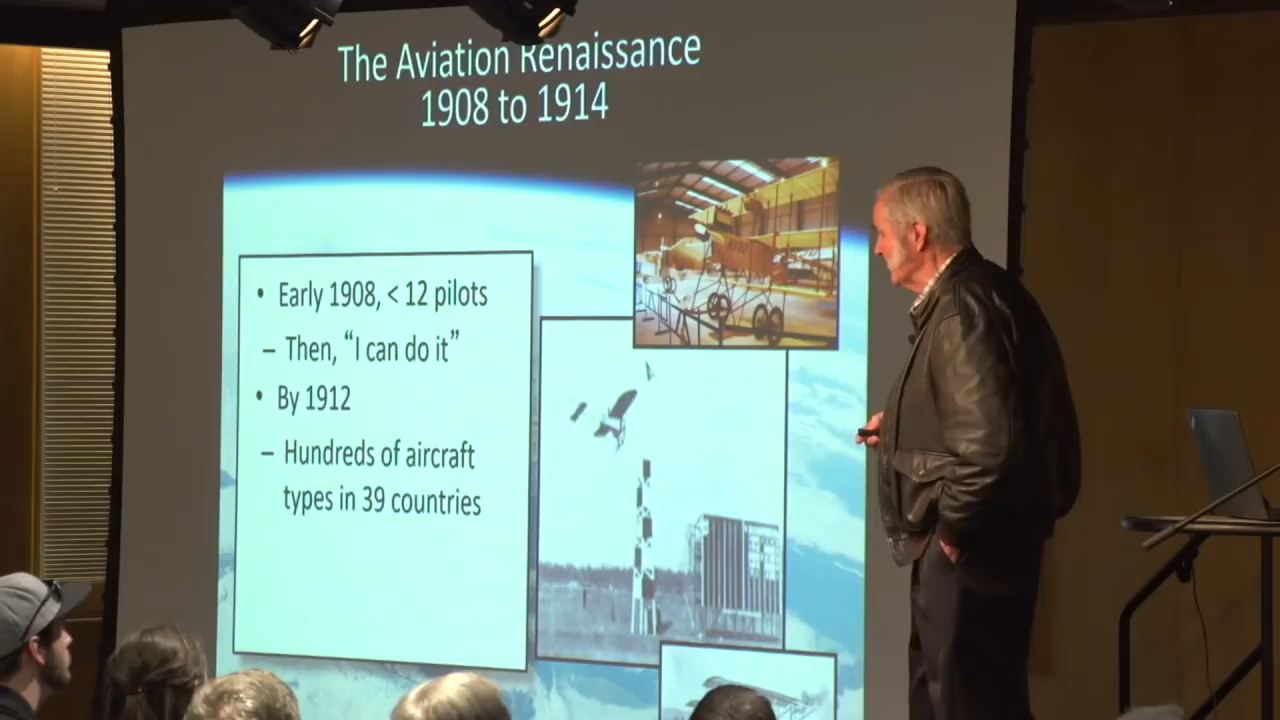 The Aviation Renaissance
1908 to 1914
• Early 1908, < 12 pilots
– Then, “I can do it”
• By 1912
– Hundreds of aircraft
types in 39 countries